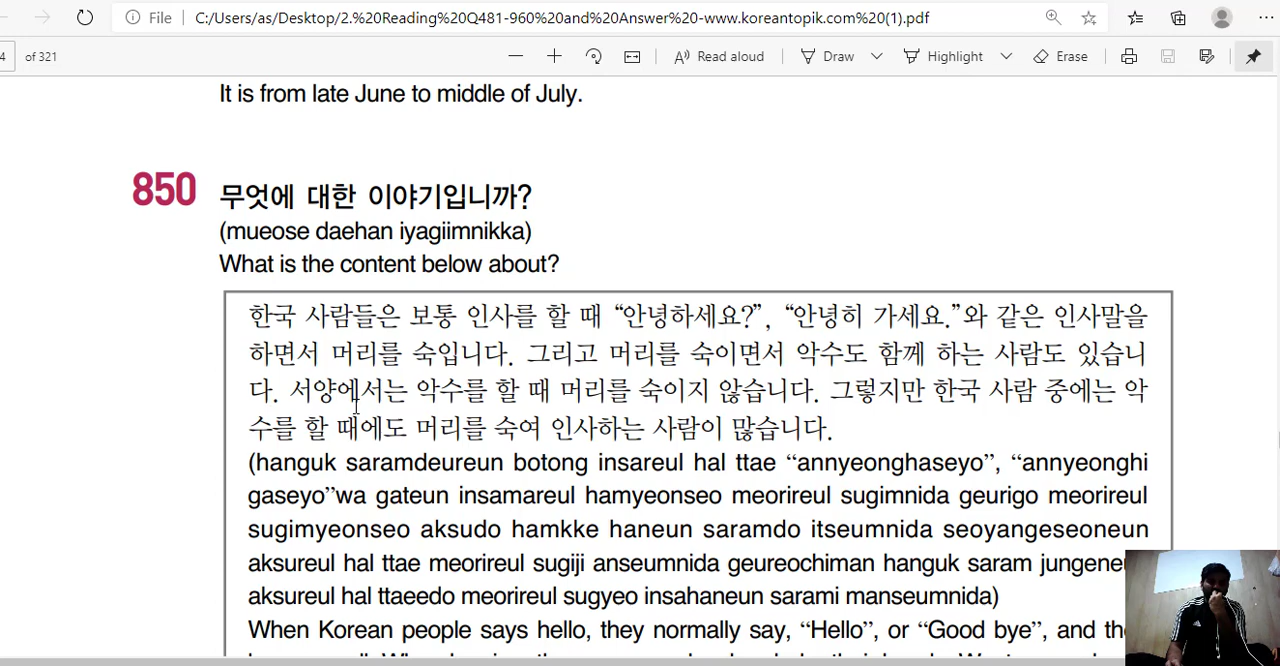 File
C:/Users/as/Desktop/2.%20Reading%20Q481-960%20and%20Answer%20-www.koreantopik.com%20(1).pdf
4 of 321
Read aloud
Draw
Highlight
Erase
It is from late June to middle of July.
850
무엇에 대한 이야기입니까?
(mueose daehan iyagiimnikka)
What is the content below about?
한국 사람들은 보통 인사를 할 때 “안녕하세요?”, “안녕히 가세요.”와 같은 인사말을
하면서 머리를 숙입니다. 그리고 머리를 숙이면서 악수도 함께 하는 사람도 있습니
다. 서양에서는 악수를 할 때 머리를 숙이지 않습니다. 그렇지만 한국 사람 중에는 악
수를 할 때에도 머리를 숙여 인사하는 사람이 많습니다.
(hanguk saramdeureun botong insareul hal ttae “annyeonghaseyo”, “annyeonghi
gaseyo”wa gateun insamareul hamyeonseo meorireul sugimnida geurigo meorireul
sugimyeonseo aksudo hamkke haneun saramdo itseumnida seoyangeseoneun
aksureul hal ttae meorireul sugiji anseumnida geureochiman hanguk saram
aksureul hal ttaeedo meorireul sugyeo insahaneun sarami manseumnida)
When Korean people says hello, they normally say, “Hello”, or “Good bye”, and